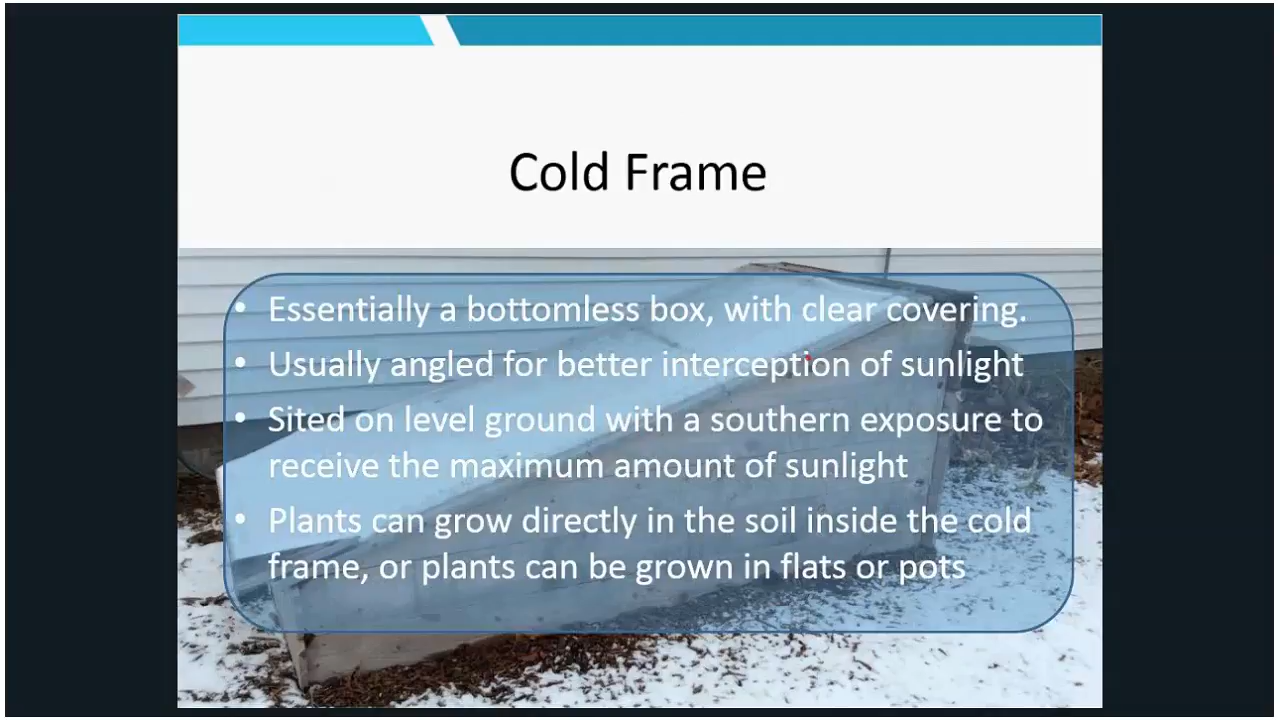 Cold Frame
• Essentially a bottomless box, with clear covering.
• Usually angled for better interception of sunlight
• Sited on level ground with a southern exposure to
receive the maximum amount of sunlight
• Plants can grow directly in the soil inside the cold
frame, or plants can be grown in flats or pots